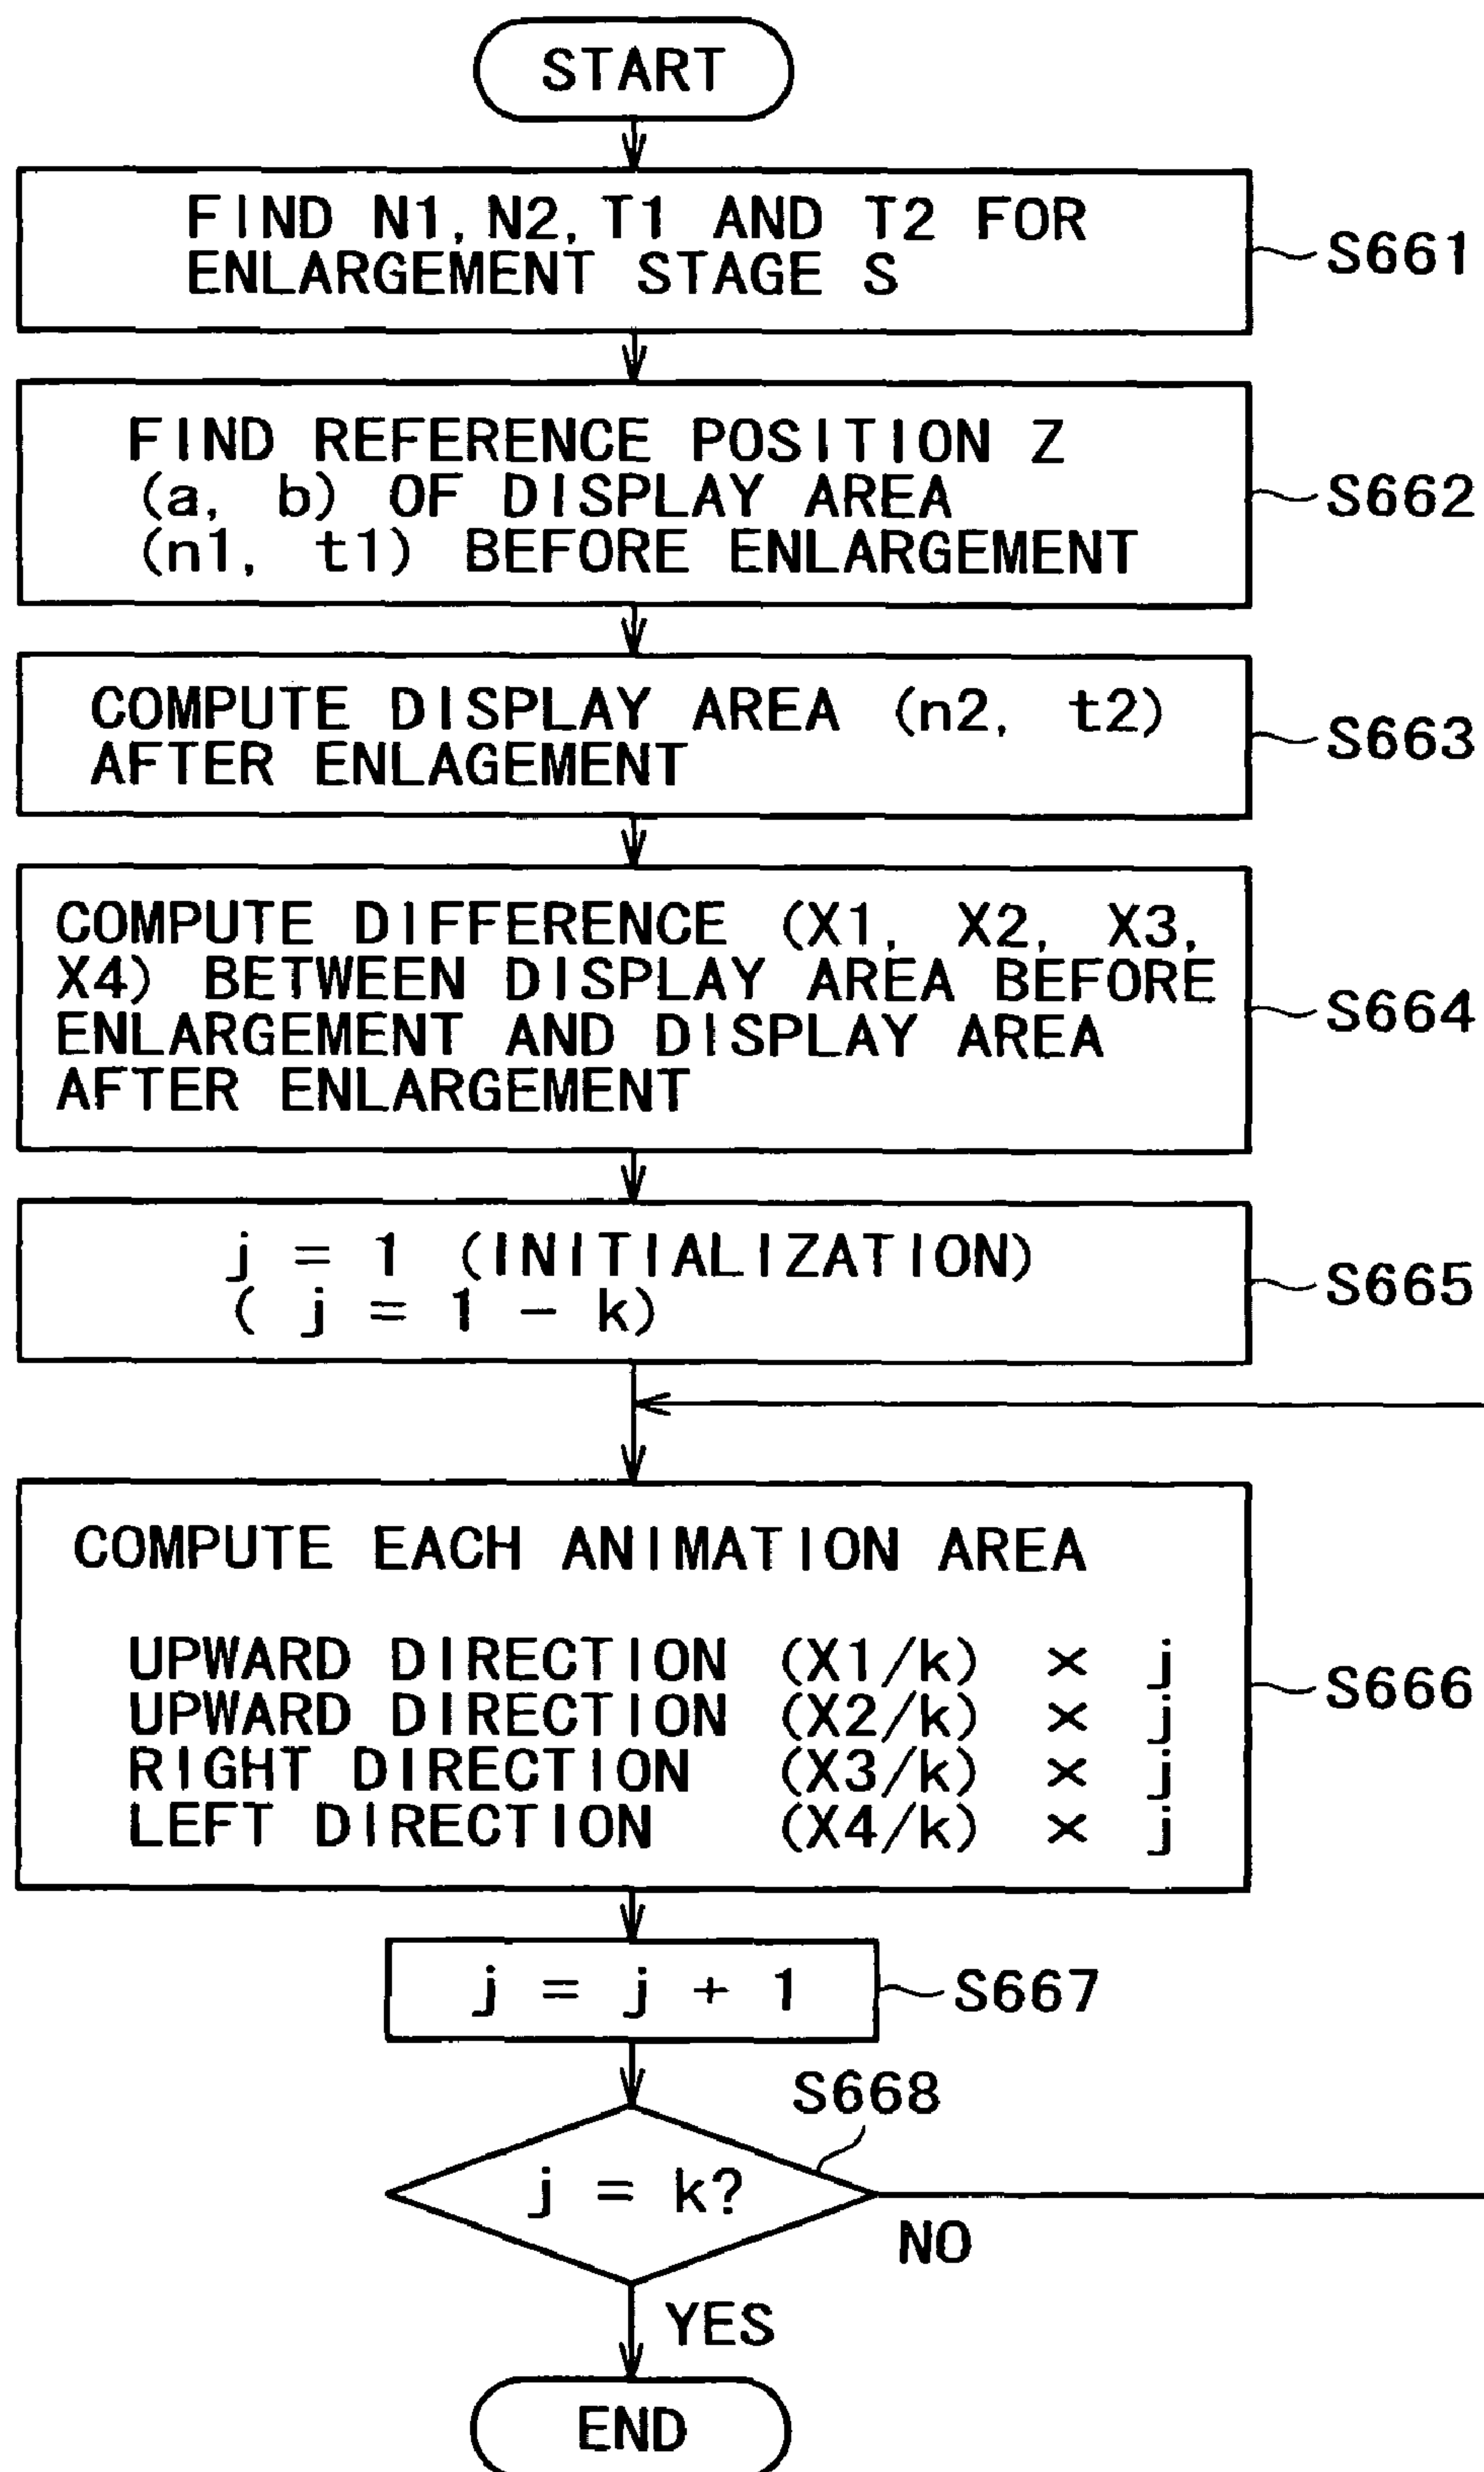 START
FIND N1, N2, T1 AND T2 FOR
ENLARGEMENT STAGE S
S661
FIND REFERENCE POSITION Z
(a, b) OF DISPLAY AREA
(n1, t1) BEFORE ENLARGEMENT
S662
COMPUTE DISPLAY AREA (n2, t2)
AFTER ENLAGEMENT
S663
COMPUTE DIFFERENCE (X1, X2, X3,
X4) BETWEEN DISPLAY AREA BEFORE
ENLARGEMENT AND DISPLAY AREA
AFTER ENLARGEMENT
S664
j = 1 (INITIALIZATION)
( j = 1 - k)
S665
COMPUTE EACH ANIMATION AREA
UPWARD DIRECTION (X1/k) × j
UPWARD DIRECTION (X2/k) × j
RIGHT DIRECTION (X3/k) × j
LEFT DIRECTION (X4/k) × j
S666
j = j + 1
S667
S668
j = k?
NO
YES
END